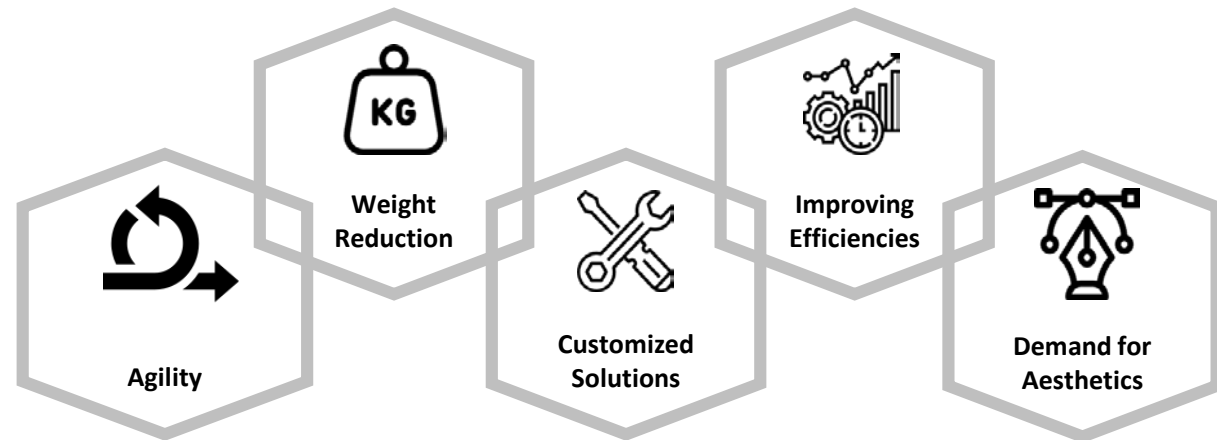 Agility
KG
Weight
Reduction
Customized
Solutions
Improving
Efficiencies
Demand for
Aesthetics